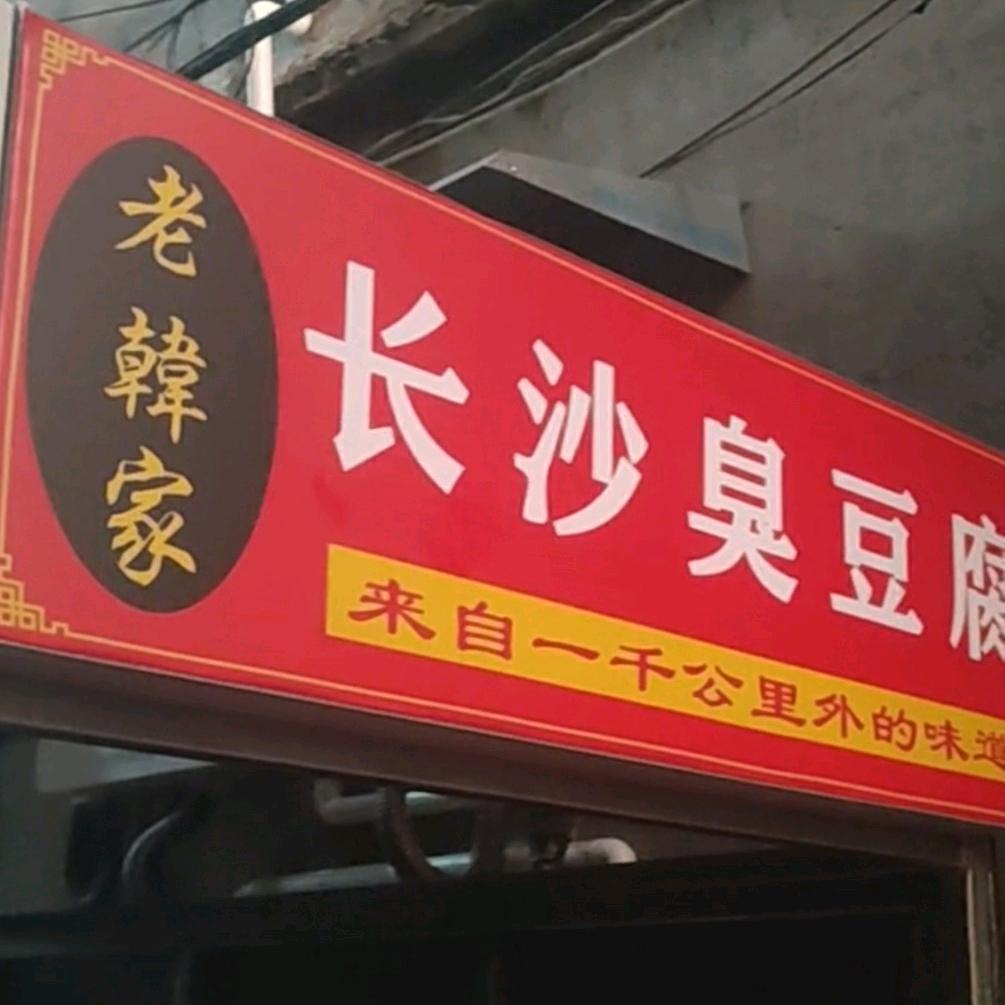 老韓家
长沙臭豆腐
来自一千公里外的味道